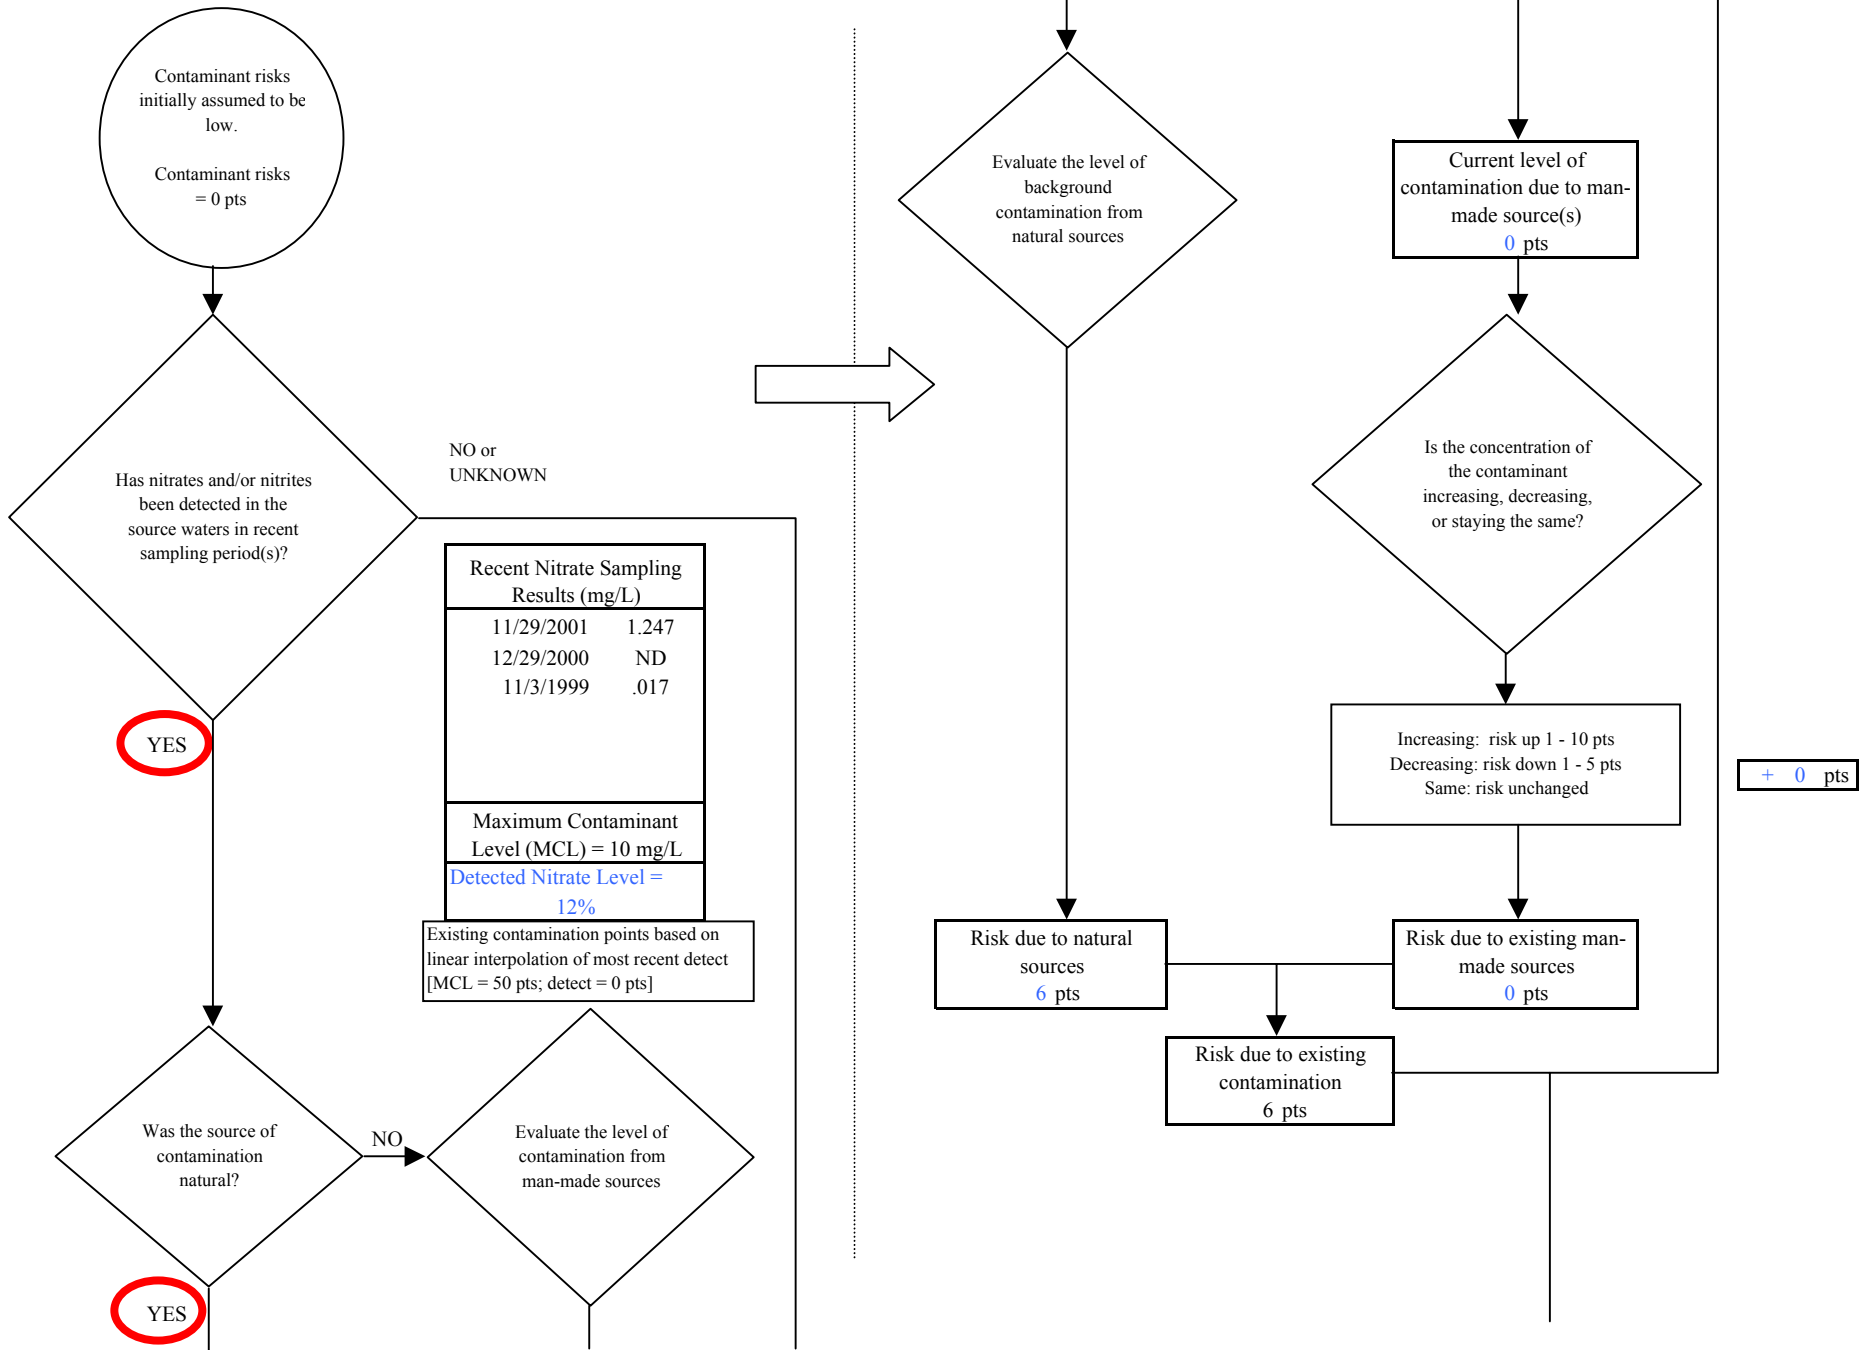 Contaminant risks
initially assumed to be
low.
Contaminant risks
= 0 pts
Has nitrates and/or nitrites
been detected in the
source waters in recent
sampling period(s)?
NO or
UNKNOWN
YES
Recent Nitrate Sampling
Results (mg/L)
11/29/2001 1.247
12/29/2000 ND
11/3/1999 .017
Maximum Contaminant
Level (MCL) = 10 mg/L
Detected Nitrate Level =
12%
Existing contamination points based on
linear interpolation of most recent detect
[MCL = 50 pts; detect = 0 pts]
Was the source of
contamination
natural?
NO
Evaluate the level of
contamination from
man-made sources
YES
Evaluate the level of
background
contamination from
natural sources
Current level of
contamination due to man-
made source(s)
0 pts
Is the concentration of
the contaminant
increasing, decreasing,
or staying the same?
Increasing: risk up 1 - 10 pts
Decreasing: risk down 1 - 5 pts
Same: risk unchanged
+ 0 pts
Risk due to natural
sources
6 pts
Risk due to existing man-
made sources
0 pts
Risk due to existing
contamination
6 pts